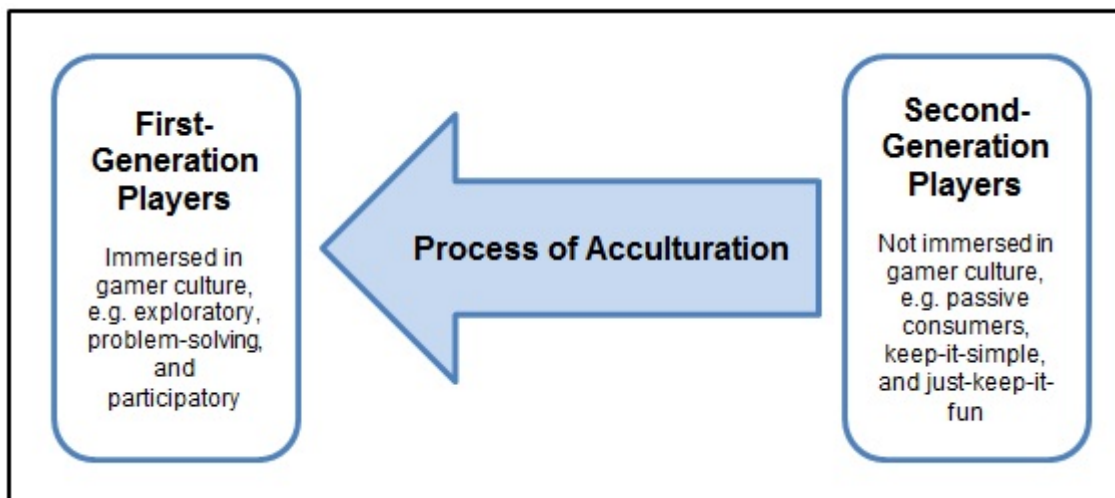 First-
Generation
Players
Immersed in
gamer culture,
e.g. exploratory,
problem-solving,
and
participatory
Process of Acculturation
Second-
Generation
Players
Not immersed in
gamer culture,
e.g. passive
consumers,
keep-it-simple,
and just-keep-it-
fun